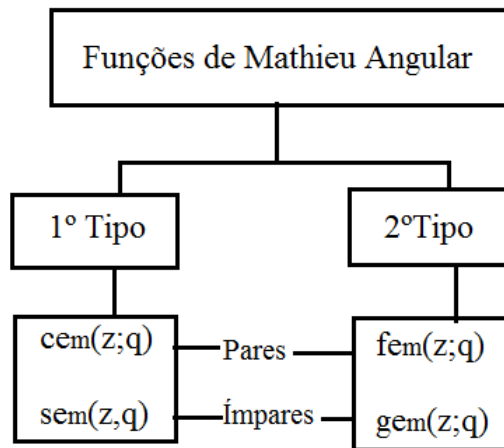 Funções de Mathieu Angular
1º Tipo
2ºTipo
cem(z;q)
Pares
fem(z;q)
sem(z,q)
Ímpares
gem(z;q)